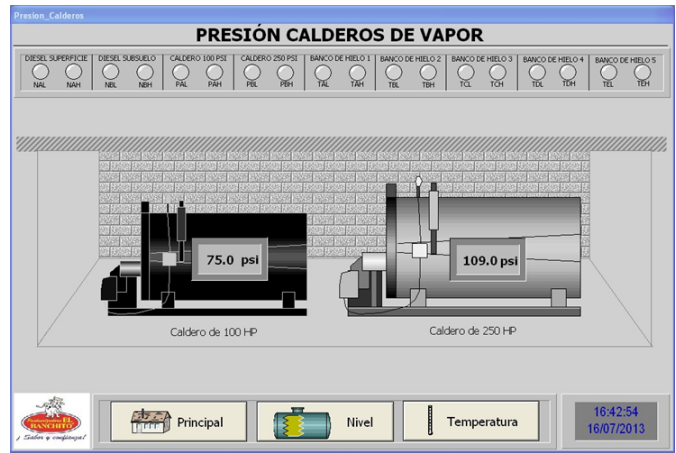 Presion_Calderos
PRESIÓN CALDEROS DE VAPOR
DIESEL SUPERFICIE DIESEL SUBSUELO CALDERO 100 PSI CALDERO 250 PSI BANCO DE HIELO 1 BANCO DE HIELO 2 BANCO DE HIELO 3 BANCO DE HIELO 4 BANCO DE HIELO 5
NAL NAH NBL NBH PAL PAH PBL PBH TAL TAH TBL TBH TCL TCH TDL TDH TEL TEH
75.0 psi
109.0 psi
Caldero de 100 HP
Caldero de 250 HP
EL
RANCHITO
¡ Sabor y confianza!
Principal
Nivel
Temperatura
16:42:54
16/07/2013